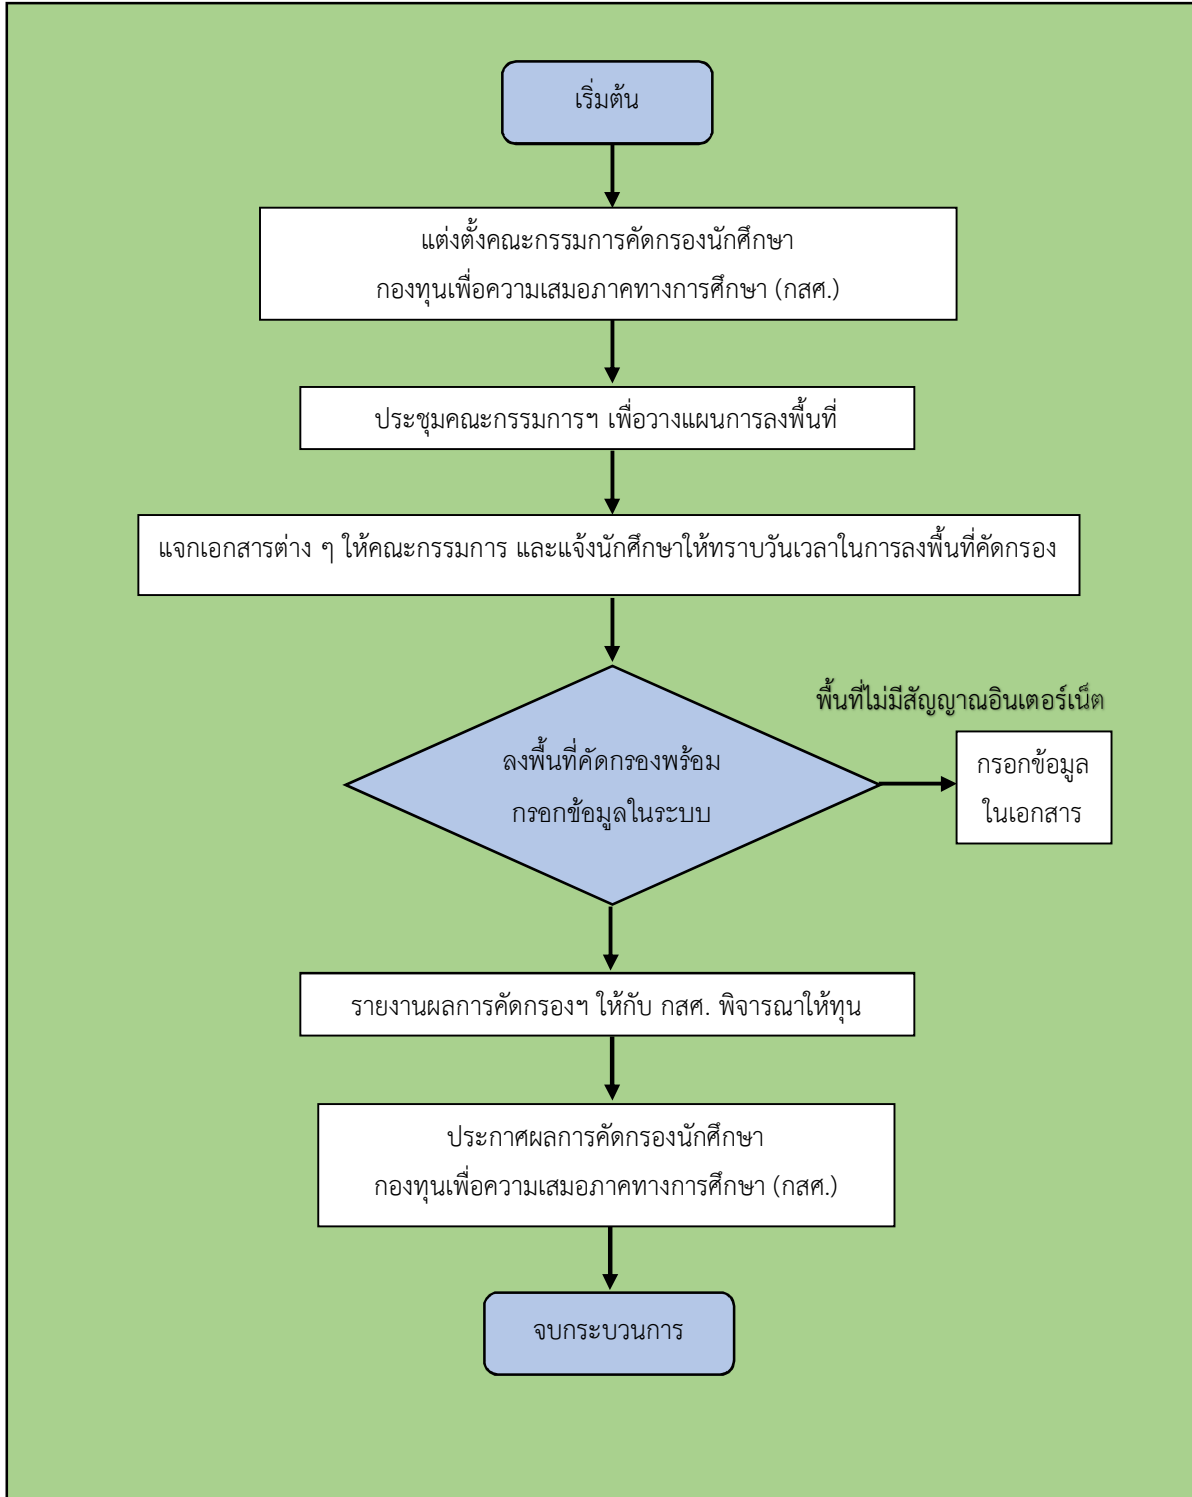 เริ่มต้น
แต่งตั้งคณะกรรมการคัดกรองนักศึกษา
กองทุนเพื่อความเสมอภาคทางการศึกษา (กสศ.)
ประชุมคณะกรรมการฯ เพื่อวางแผนการลงพื้นที่
แจกเอกสารต่าง ๆ ให้คณะกรรมการ และแจ้งนักศึกษาให้ทราบวันเวลาในการลงพื้นที่คัดกรอง
พื้นที่ไม่มีสัญญาณอินเตอร์เน็ต
ลงพื้นที่คัดกรองพร้อม
กรอกข้อมูลในระบบ
กรอกข้อมูล
ในเอกสาร
รายงานผลการคัดกรองฯ ให้กับ กสศ. พิจารณาให้ทุน
ประกาศผลการคัดกรองนักศึกษา
กองทุนเพื่อความเสมอภาคทางการศึกษา (กสศ.)
จบกระบวนการ